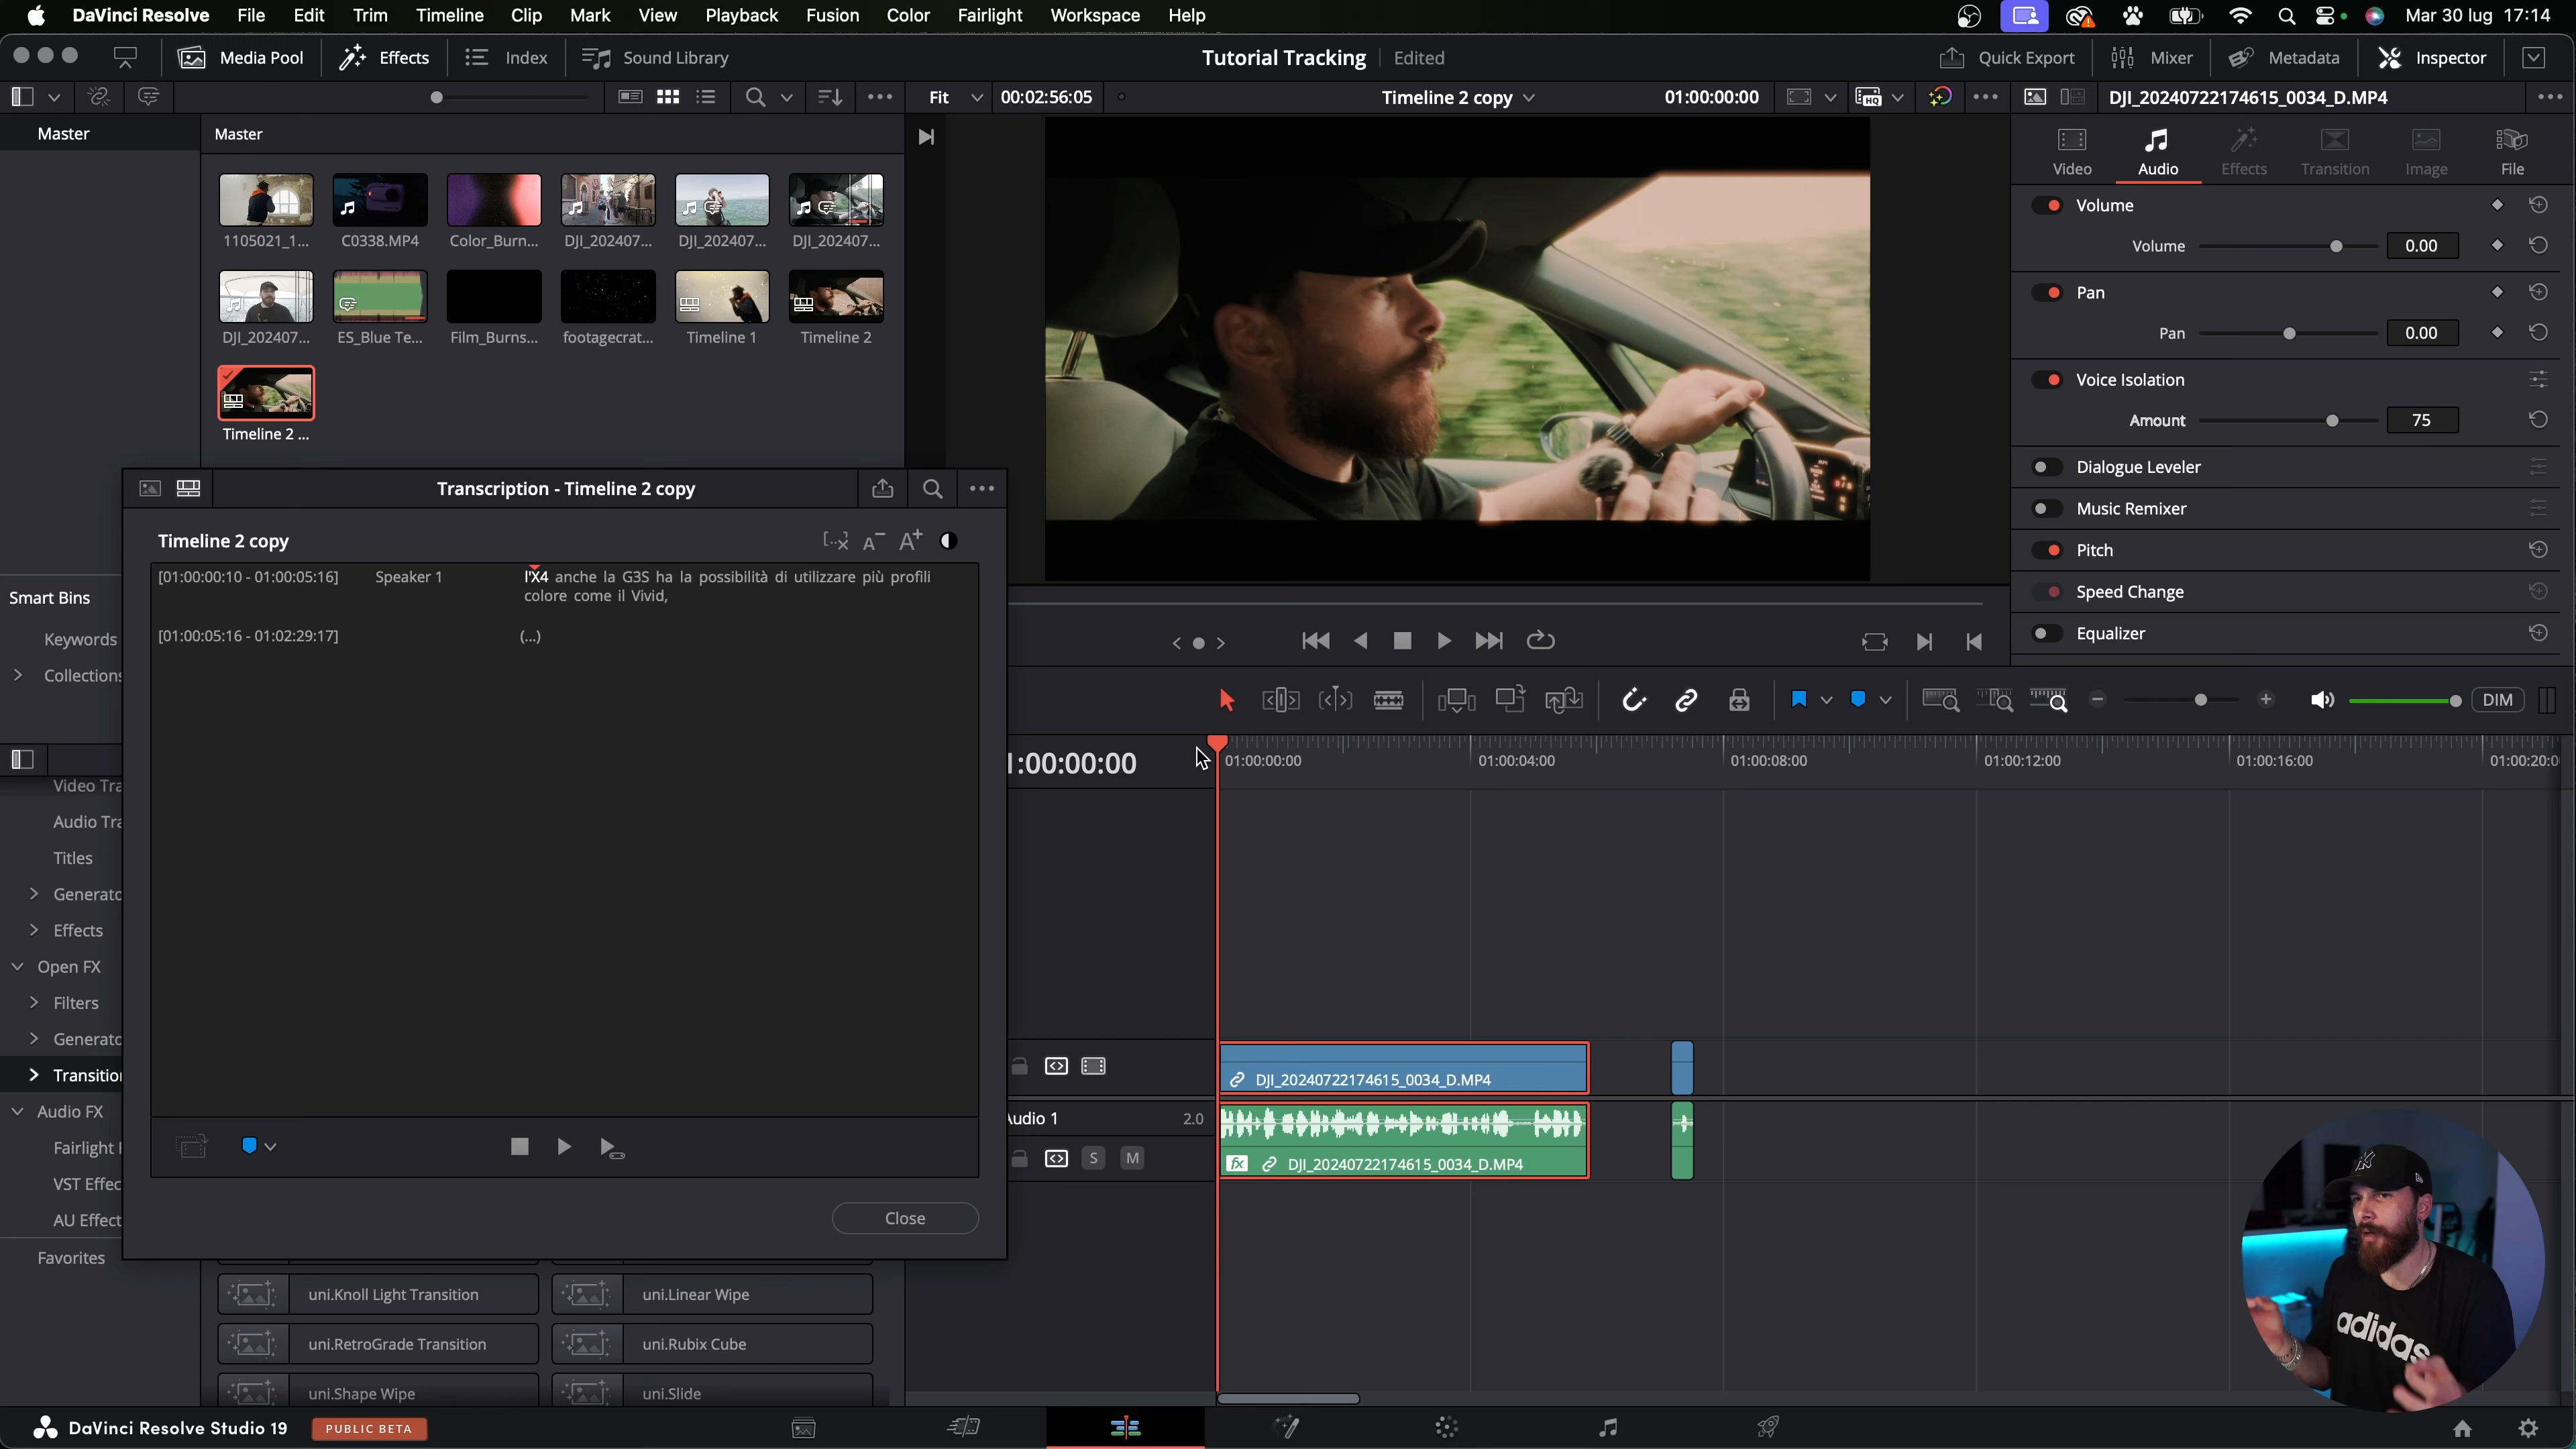 DaVinci Resolve File Edit Trim Timeline Clip Mark View Playback Fusion Color Fairlight Workspace Help Mar 30 lug 17:14
Media Pool Effects Index Sound Library Tutorial Tracking Edited Quick Export Mixer Metadata Inspector
Fit 00:02:56:05 Timeline 2 copy 01:00:00:00 HQ DJI_20240722174615_0034_D.MP4
Master Master
Video Audio Effects Transition Image File
1105021_1... C0338.MP4 Color_Burn... DJI_202407... DJI_202407... DJI_202407...
DJI_202407... ES_Blue Te... Film_Burns... footagecrat... Timeline 1 Timeline 2
Timeline 2 ...
Volume
Volume 0.00
Pan
Pan 0.00
Voice Isolation
Amount 75
Dialogue Leveler
Music Remixer
Pitch
Speed Change
Equalizer
Transcription - Timeline 2 copy
Timeline 2 copy
[01:00:00:10 - 01:00:05:16] Speaker 1 l'X4 anche la G3S ha la possibilità di utilizzare più profili
colore come il Vivid,
[01:00:05:16 - 01:02:29:17] (...)
Close
Smart Bins
Keywords
Collections
Video Tra
Audio Tra
Titles
Generato
Effects
Open FX
Filters
Generato
Transition
Audio FX
Fairlight F
VST Effec
AU Effect
Favorites
uni.Knoll Light Transition uni.Linear Wipe
uni.RetroGrade Transition uni.Rubix Cube
uni.Shape Wipe uni.Slide
DIM
1:00:00:00 01:00:00:00 01:00:04:00 01:00:08:00 01:00:12:00 01:00:16:00 01:00:20:0
DJI_20240722174615_0034_D.MP4
Audio 1 2.0
S M fx DJI_20240722174615_0034_D.MP4
adidas
DaVinci Resolve Studio 19 PUBLIC BETA